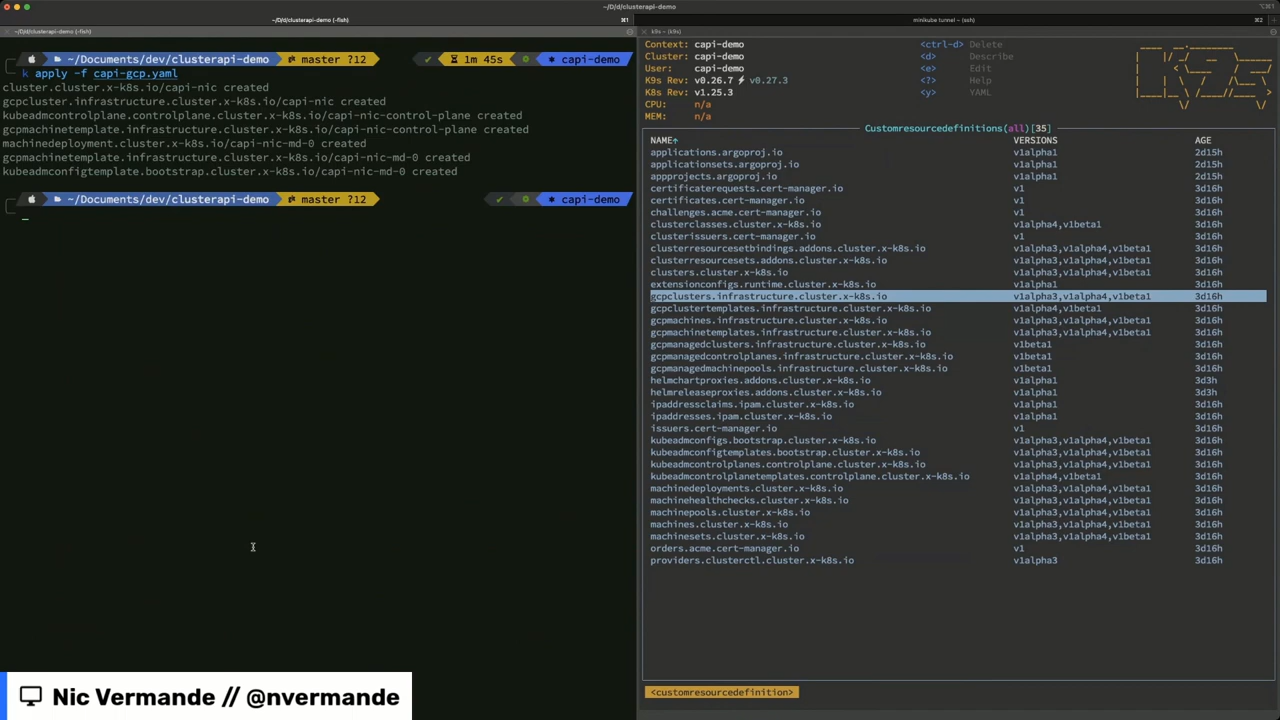 ~/D/d/clusterapi-demo (-fish)
~/D/d/clusterapi-demo (-fish) ⌘1
minikube tunnel ~ (ssh) ⌘2
~/D/d/clusterapi-demo (-fish)
k9s ~ (k9s)
~/Documents/dev/clusterapi-demo master ?12 ✔ 1m 45s capi-demo
k apply -f capi-gcp.yaml
cluster.cluster.x-k8s.io/capi-nic created
gcpcluster.infrastructure.cluster.x-k8s.io/capi-nic created
kubeadmcontrolplane.controlplane.cluster.x-k8s.io/capi-nic-control-plane created
gcpmachinetemplate.infrastructure.cluster.x-k8s.io/capi-nic-control-plane created
machinedeployment.cluster.x-k8s.io/capi-nic-md-0 created
gcpmachinetemplate.infrastructure.cluster.x-k8s.io/capi-nic-md-0 created
kubeadmconfigtemplate.bootstrap.cluster.x-k8s.io/capi-nic-md-0 created
~/Documents/dev/clusterapi-demo master ?12 ✔ capi-demo
Context: capi-demo <ctrl-d> Delete
Cluster: capi-demo <d> Describe
User: capi-demo <e> Edit
K9s Rev: v0.26.7 ⚡ v0.27.3 <?> Help
K8s Rev: v1.25.3 <y> YAML
CPU: n/a
MEM: n/a
Customresourcedefinitions(all)[35]
NAME↑ VERSIONS AGE
applications.argoproj.io v1alpha1 2d15h
applicationsets.argoproj.io v1alpha1 2d15h
appprojects.argoproj.io v1alpha1 2d15h
certificaterequests.cert-manager.io v1 3d16h
certificates.cert-manager.io v1 3d16h
challenges.acme.cert-manager.io v1 3d16h
clusterclasses.cluster.x-k8s.io v1alpha4,v1beta1 3d16h
clusterissuers.cert-manager.io v1 3d16h
clusterresourcesetbindings.addons.cluster.x-k8s.io v1alpha3,v1alpha4,v1beta1 3d16h
clusterresourcesets.addons.cluster.x-k8s.io v1alpha3,v1alpha4,v1beta1 3d16h
clusters.cluster.x-k8s.io v1alpha3,v1alpha4,v1beta1 3d16h
extensionconfigs.runtime.cluster.x-k8s.io v1alpha1 3d16h
gcpclusters.infrastructure.cluster.x-k8s.io v1alpha3,v1alpha4,v1beta1 3d16h
gcpclustertemplates.infrastructure.cluster.x-k8s.io v1alpha4,v1beta1 3d16h
gcpmachines.infrastructure.cluster.x-k8s.io v1alpha3,v1alpha4,v1beta1 3d16h
gcpmachinetemplates.infrastructure.cluster.x-k8s.io v1alpha3,v1alpha4,v1beta1 3d16h
gcpmanagedclusters.infrastructure.cluster.x-k8s.io v1beta1 3d16h
gcpmanagedcontrolplanes.infrastructure.cluster.x-k8s.io v1beta1 3d16h
gcpmanagedmachinepools.infrastructure.cluster.x-k8s.io v1beta1 3d16h
helmchartproxies.addons.cluster.x-k8s.io v1alpha1 3d3h
helmreleaseproxies.addons.cluster.x-k8s.io v1alpha1 3d3h
ipaddressclaims.ipam.cluster.x-k8s.io v1alpha1 3d16h
ipaddresses.ipam.cluster.x-k8s.io v1alpha1 3d16h
issuers.cert-manager.io v1 3d16h
kubeadmconfigs.bootstrap.cluster.x-k8s.io v1alpha3,v1alpha4,v1beta1 3d16h
kubeadmconfigtemplates.bootstrap.cluster.x-k8s.io v1alpha3,v1alpha4,v1beta1 3d16h
kubeadmcontrolplanes.controlplane.cluster.x-k8s.io v1alpha3,v1alpha4,v1beta1 3d16h
kubeadmcontrolplanetemplates.controlplane.cluster.x-k8s.io v1alpha4,v1beta1 3d16h
machinedeployments.cluster.x-k8s.io v1alpha3,v1alpha4,v1beta1 3d16h
machinehealthchecks.cluster.x-k8s.io v1alpha3,v1alpha4,v1beta1 3d16h
machinepools.cluster.x-k8s.io v1alpha3,v1alpha4,v1beta1 3d16h
machines.cluster.x-k8s.io v1alpha3,v1alpha4,v1beta1 3d16h
machinesets.cluster.x-k8s.io v1alpha3,v1alpha4,v1beta1 3d16h
orders.acme.cert-manager.io v1 3d16h
providers.clusterctl.cluster.x-k8s.io v1alpha3 3d16h
<customresourcedefinition>
Nic Vermande // @nvermande